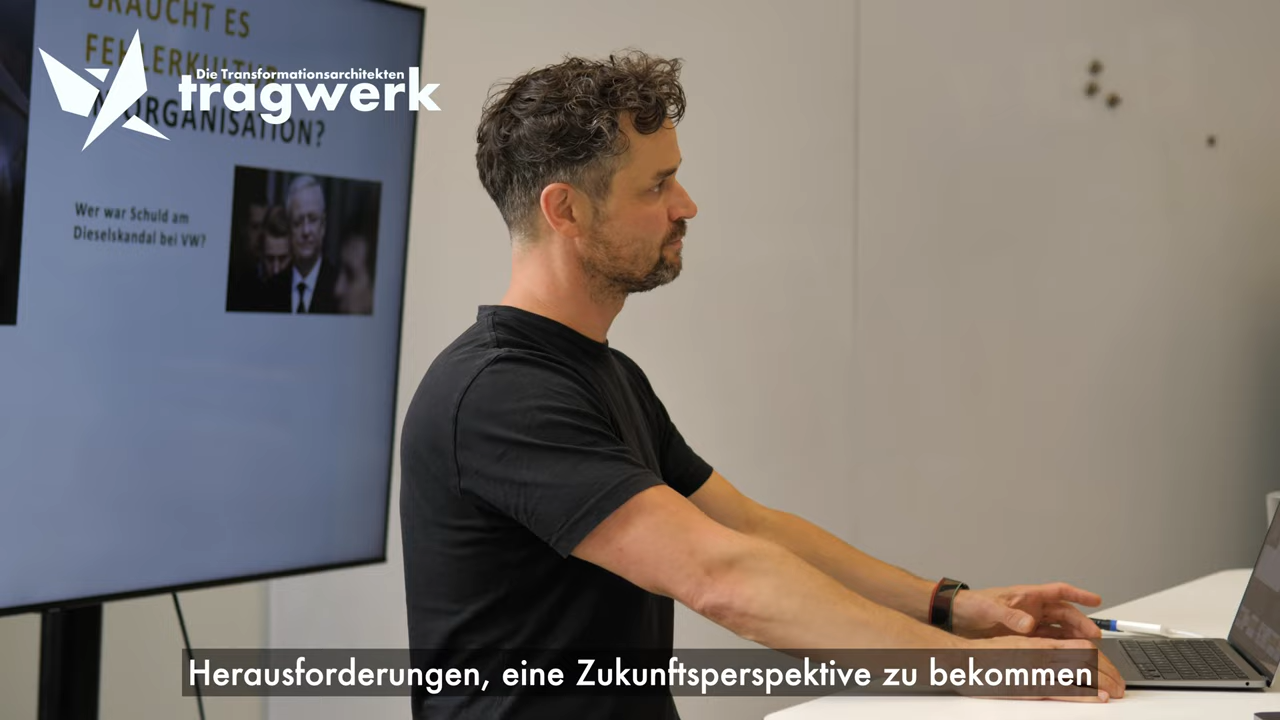 BRAUCHT ES
FEHLERKULTUR
ORGANISATION?
Die Transformationsarchitekten
tragwerk
Wer war Schuld am
Dieselskandal bei VW?
Herausforderungen, eine Zukunftsperspektive zu bekommen